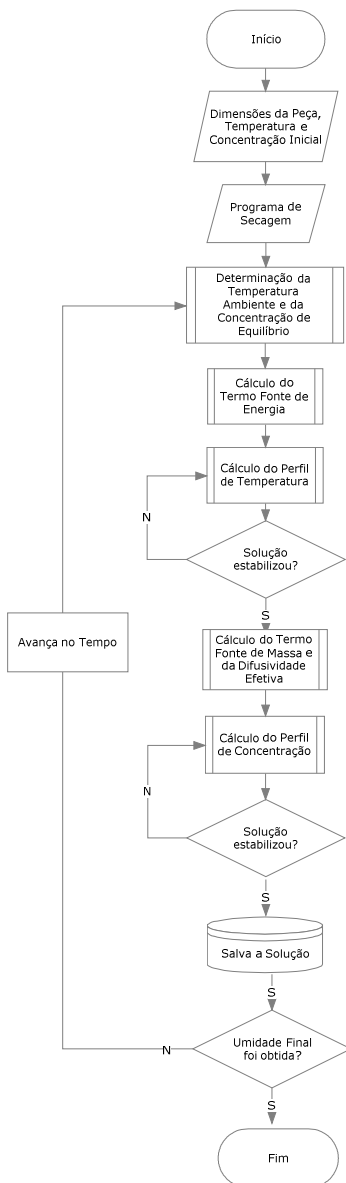 Início
Dimensões da Peça,
Temperatura e
Concentração Inicial
Programa de
Secagem
Determinação da
Temperatura
Ambiente e da
Concentração de
Equilíbrio
Cálculo do
Termo Fonte de
Energia
Cálculo do Perfil
de Temperatura
N
Solução
estabilizou?
S
Cálculo do Termo
Fonte de Massa e
da Difusividade
Efetiva
Avança no Tempo
Cálculo do Perfil
de Concentração
N
Solução
estabilizou?
S
Salva a Solução
S
Umidade Final
foi obtida?
N
S
Fim